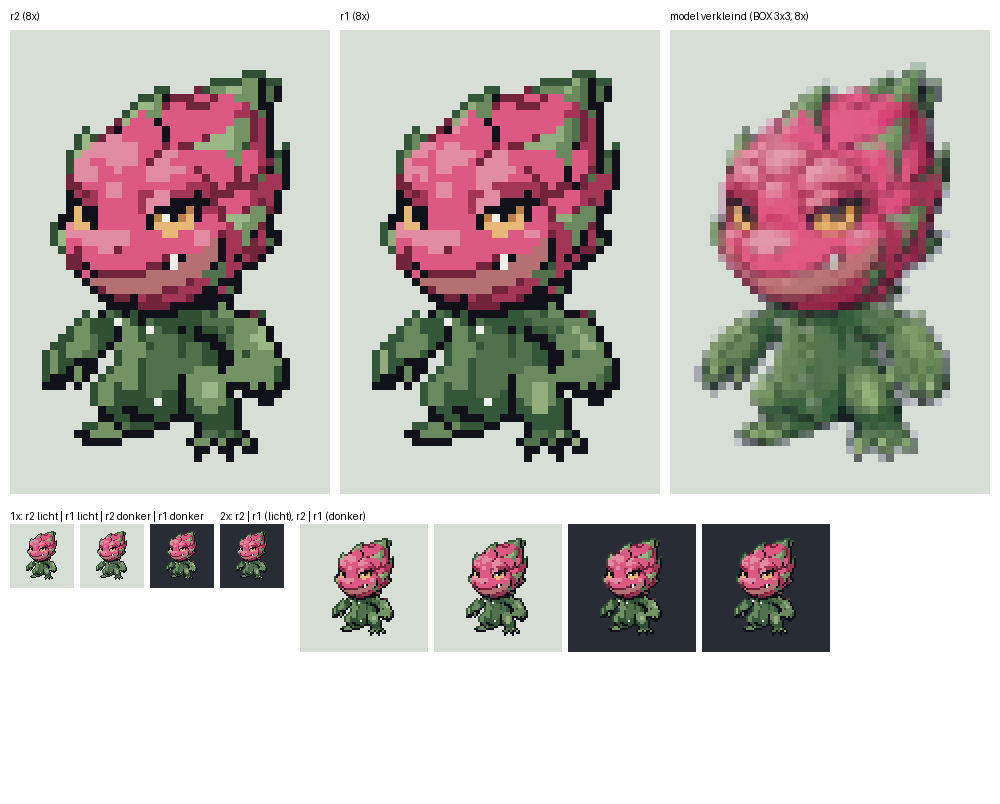 r2 (8x)
r1 (8x)
model verkleind (BOX 3x3, 8x)
1x: r2 licht | r1 licht | r2 donker | r1 donker
2x: r2 | r1 (licht), r2 | r1 (donker)